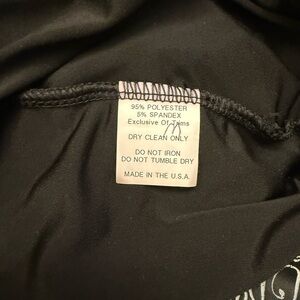 95% POLYESTER
5% SPANDEX
Exclusive Of Trims
DRY CLEAN ONLY
DO NOT IRON
DO NOT TUMBLE DRY
MADE IN THE U.S.A.